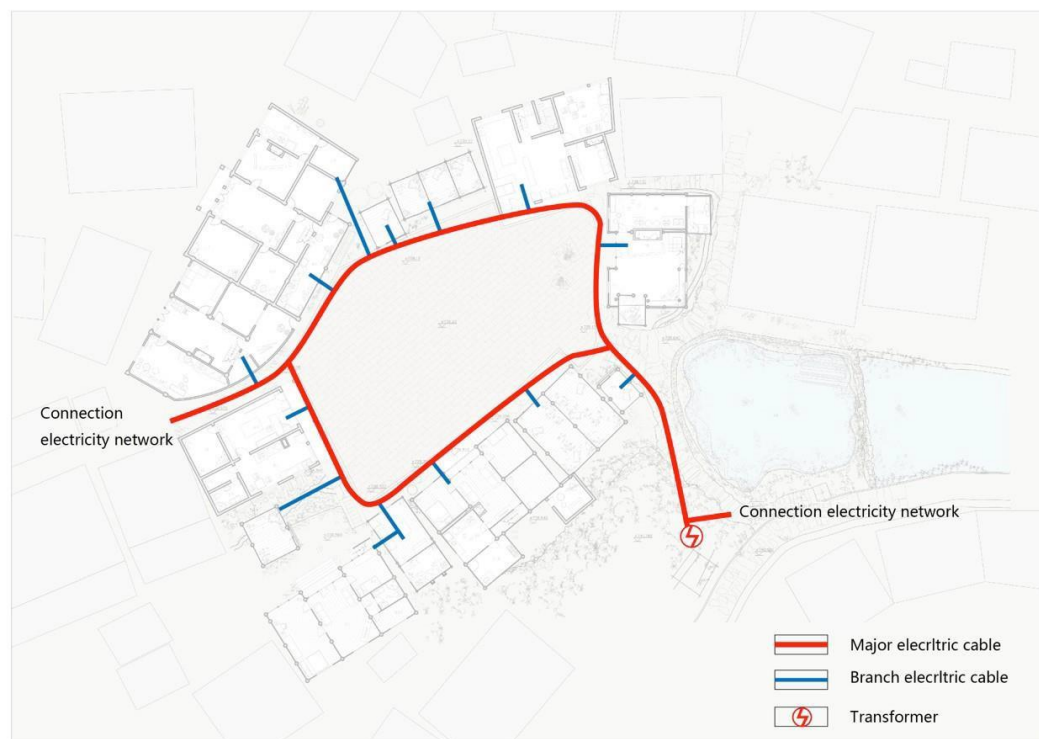 Connection
electricity network
Connection electricity network
Major elecrltric cable
Branch elecrltric cable
Transformer